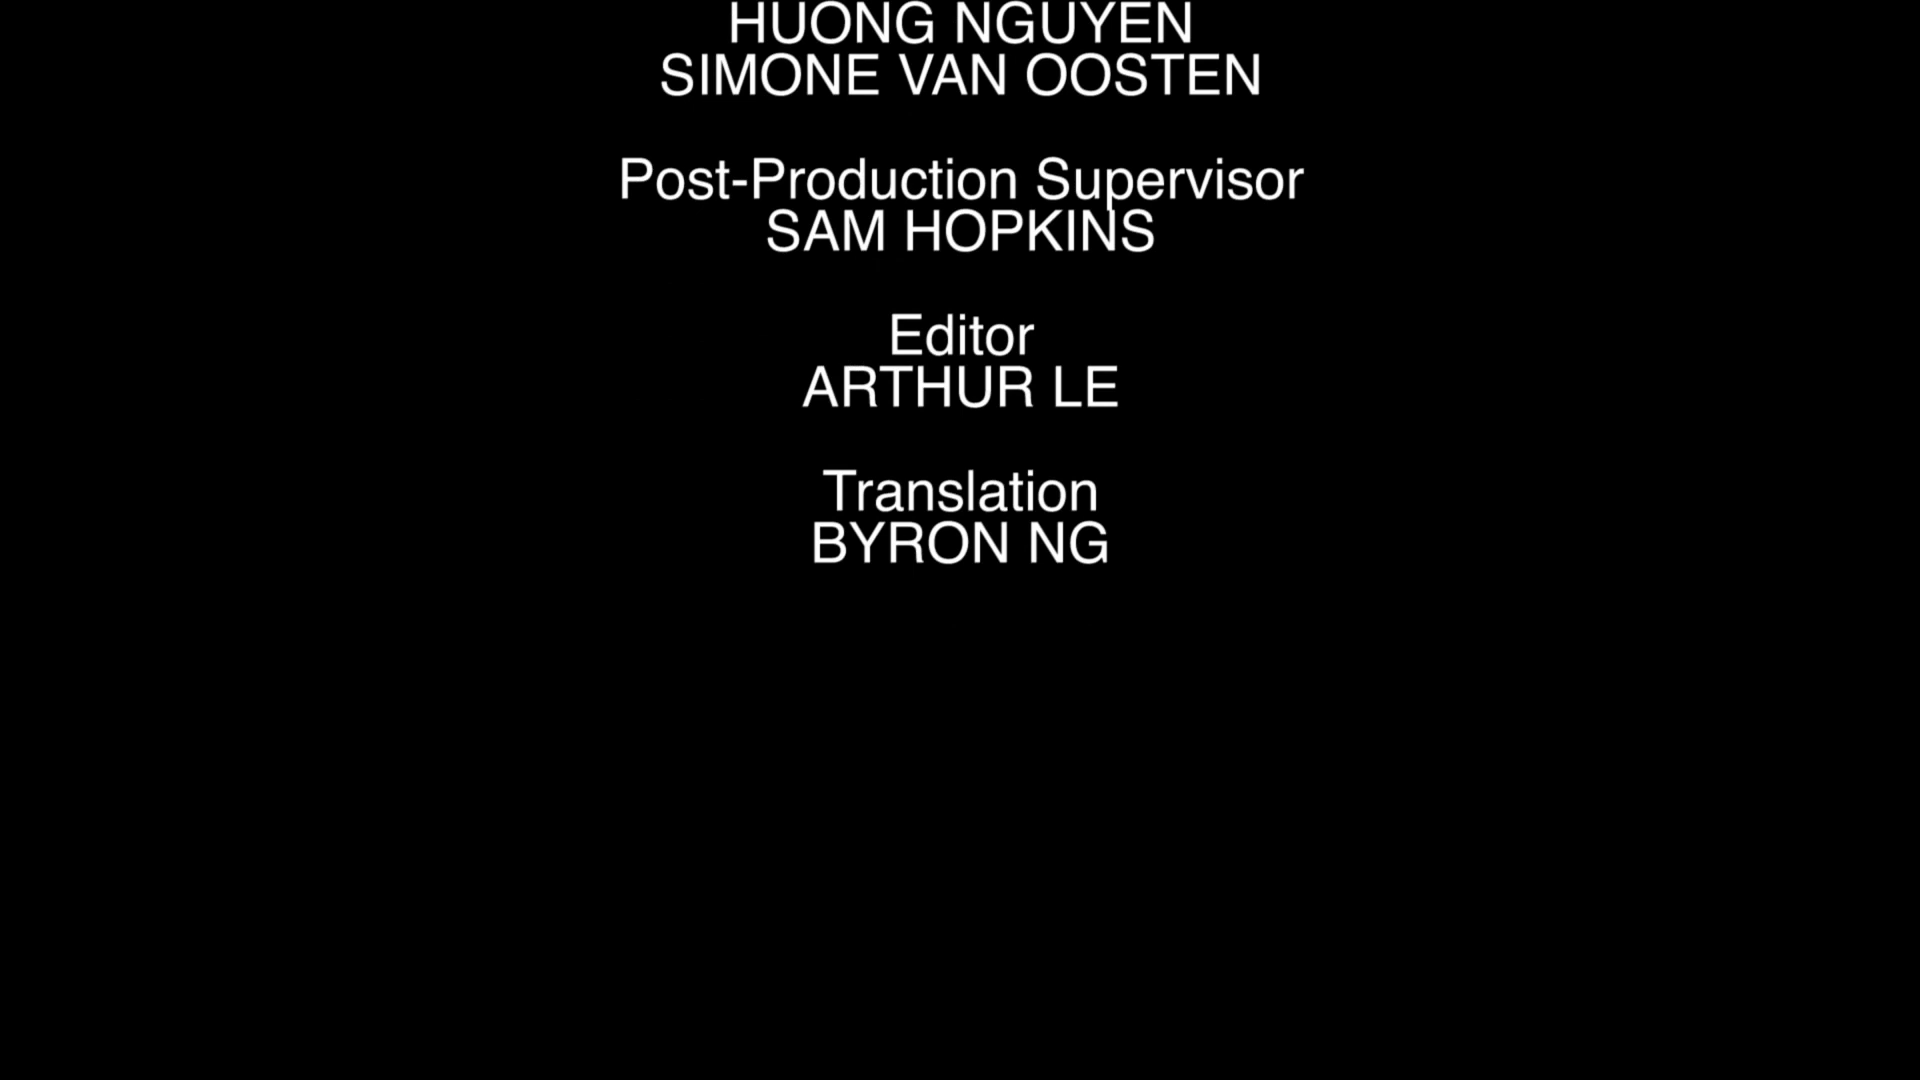 HUONG NGUYEN
SIMONE VAN OOSTEN
Post-Production Supervisor
SAM HOPKINS
Editor
ARTHUR LE
Translation
BYRON NG